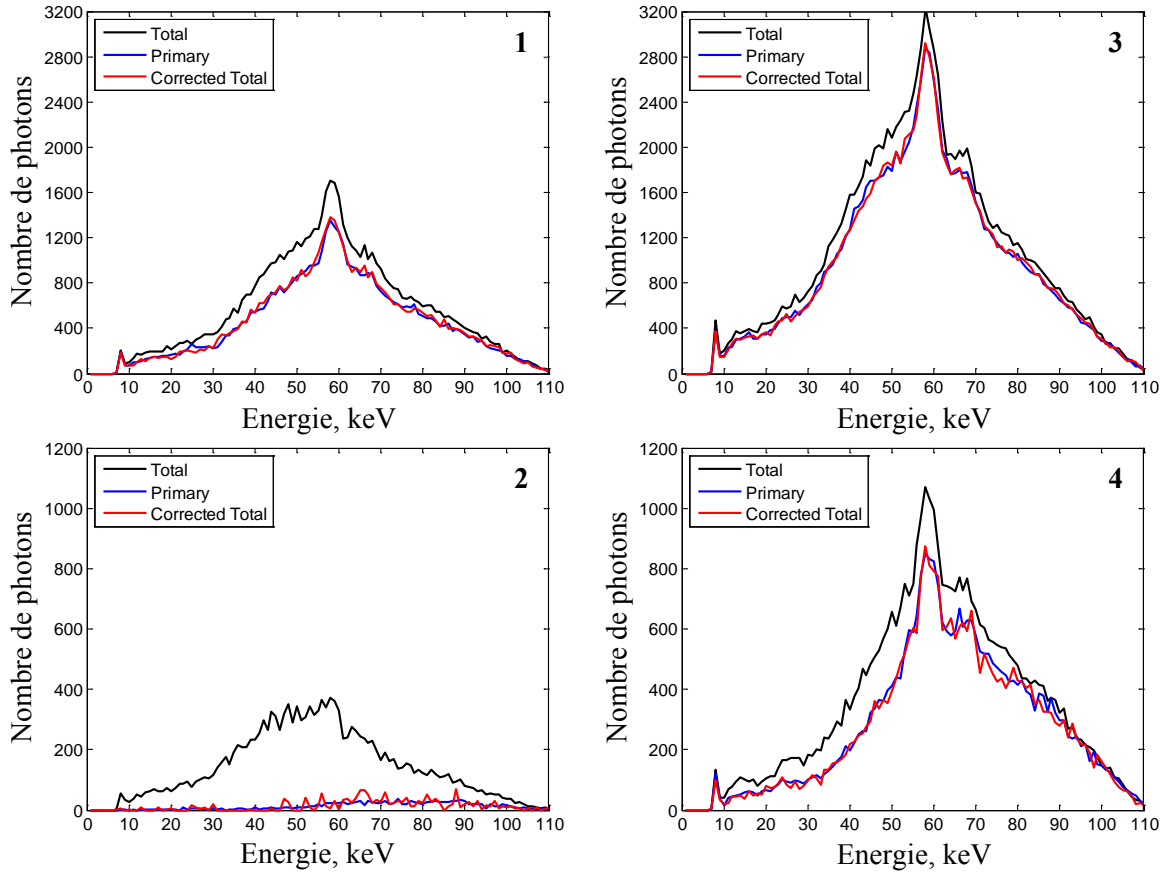 3200
2800
2400
2000
1600
1200
800
400
0
Nombre de photons
Total
Primary
Corrected Total
1
0 10 20 30 40 50 60 70 80 90 100 110
Energie, keV
3200
2800
2400
2000
1600
1200
800
400
0
Nombre de photons
Total
Primary
Corrected Total
3
0 10 20 30 40 50 60 70 80 90 100 110
Energie, keV
1200
1000
800
600
400
200
0
Nombre de photons
Total
Primary
Corrected Total
2
0 10 20 30 40 50 60 70 80 90 100 110
Energie, keV
1200
1000
800
600
400
200
0
Nombre de photons
Total
Primary
Corrected Total
4
0 10 20 30 40 50 60 70 80 90 100 110
Energie, keV